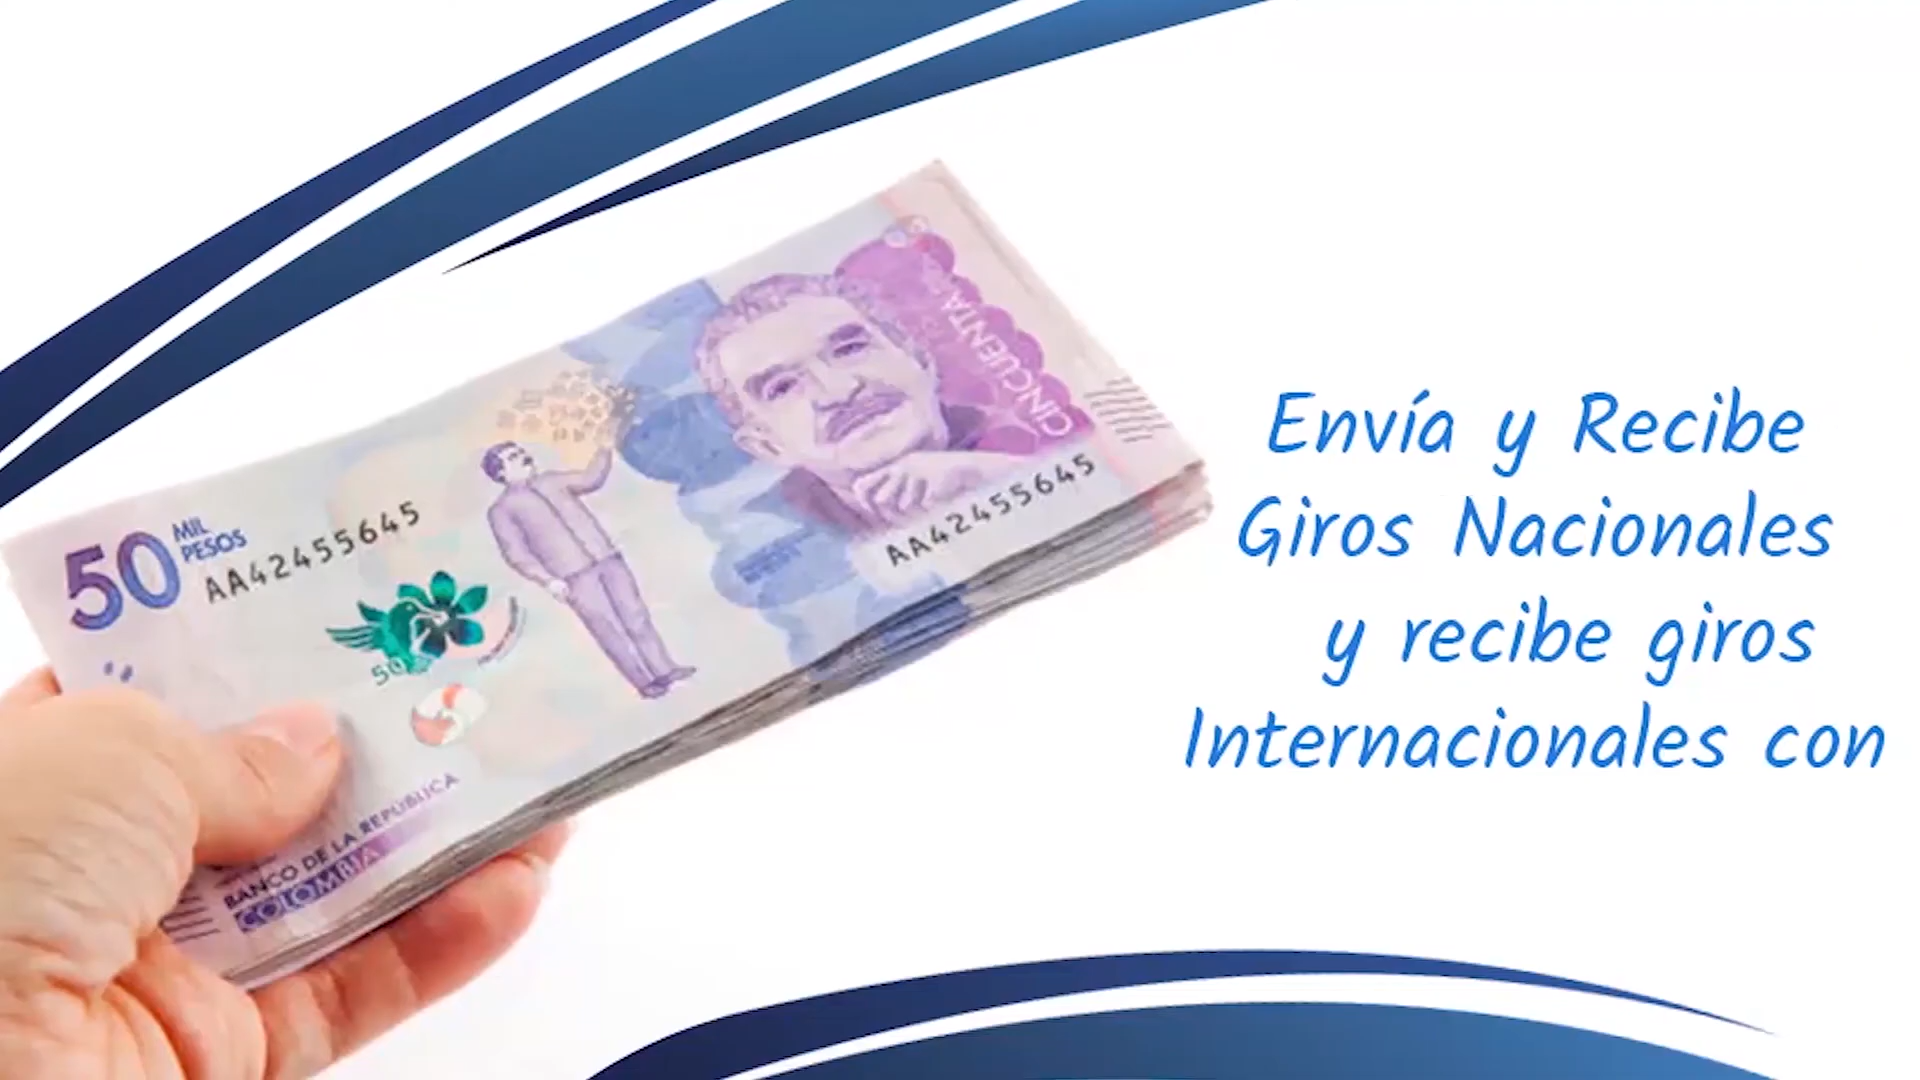 50
MIL
PESOS
AA42455645
CINCUENTA
AA42455645
50
BANCO DE LA REPÚBLICA
COLOMBIA
Envía y Recibe
Giros Nacionales
y recibe giros
Internacionales con